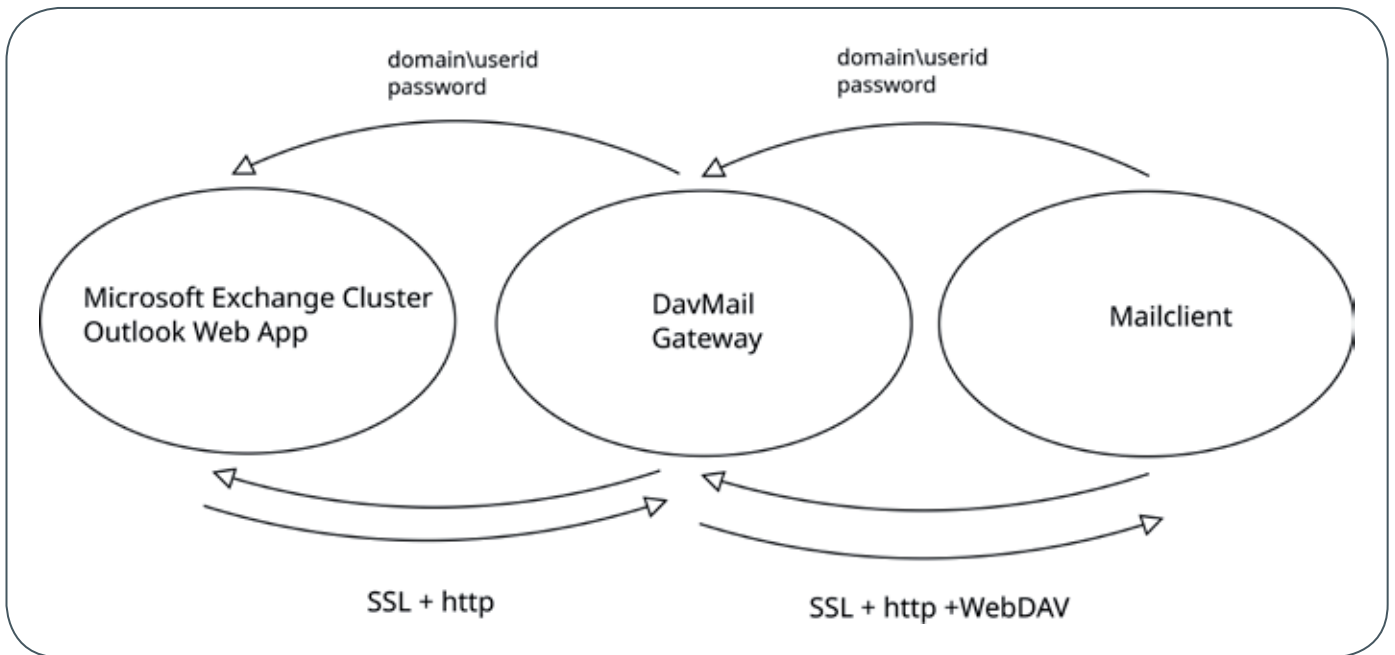 domain\userid
password
domain\userid
password
Microsoft Exchange Cluster
Outlook Web App
DavMail
Gateway
Mailclient
SSL + http
SSL + http +WebDAV